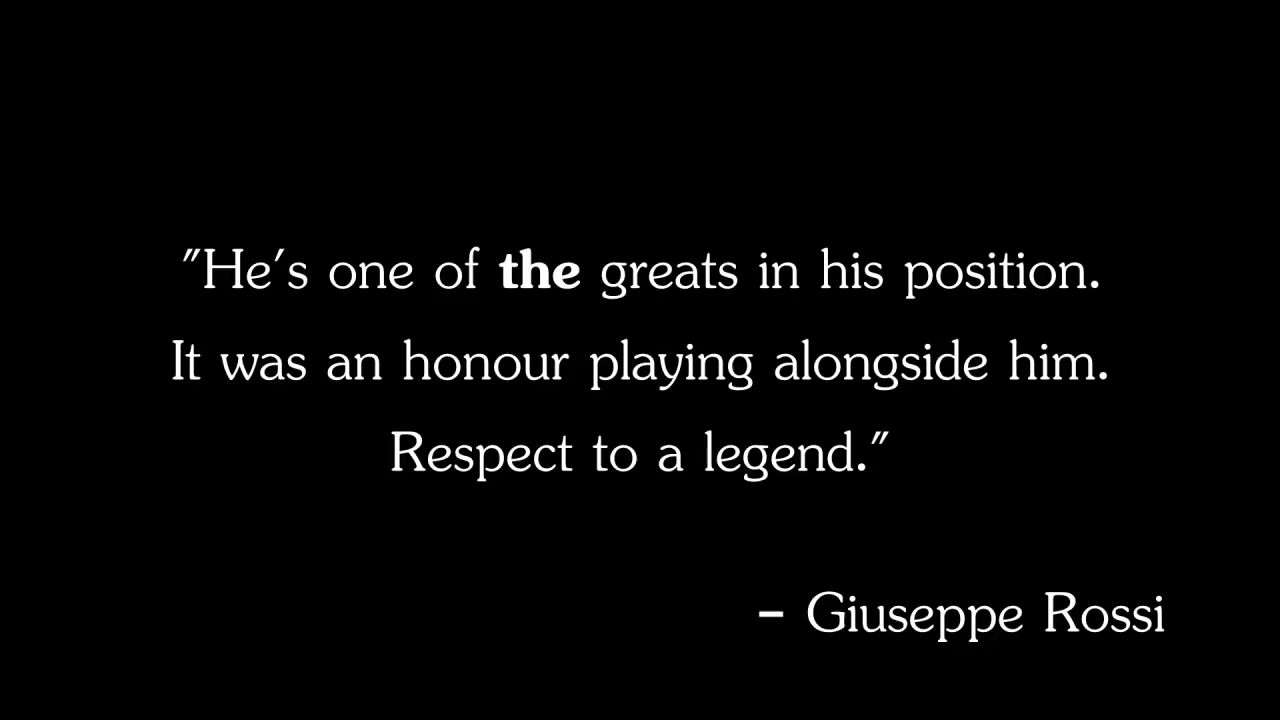 "He's one of the greats in his position.
It was an honour playing alongside him.
Respect to a legend."
– Giuseppe Rossi